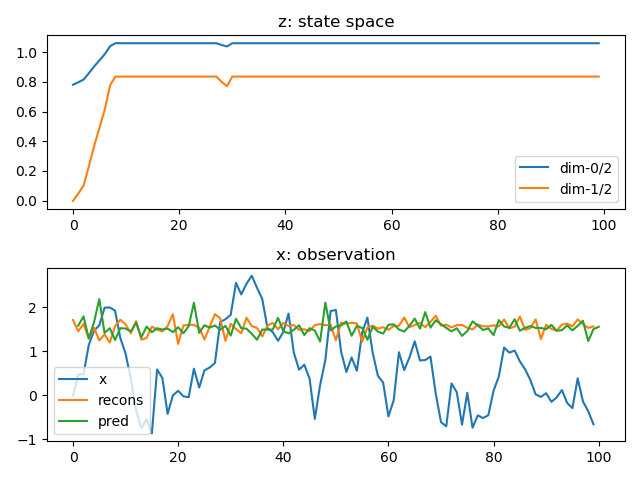 z: state space
1.0
0.8
0.6
0.4
0.2
0.0
dim-0/2
dim-1/2
0 20 40 60 80 100
x: observation
2
1
0
−1
x
recons
pred
0 20 40 60 80 100